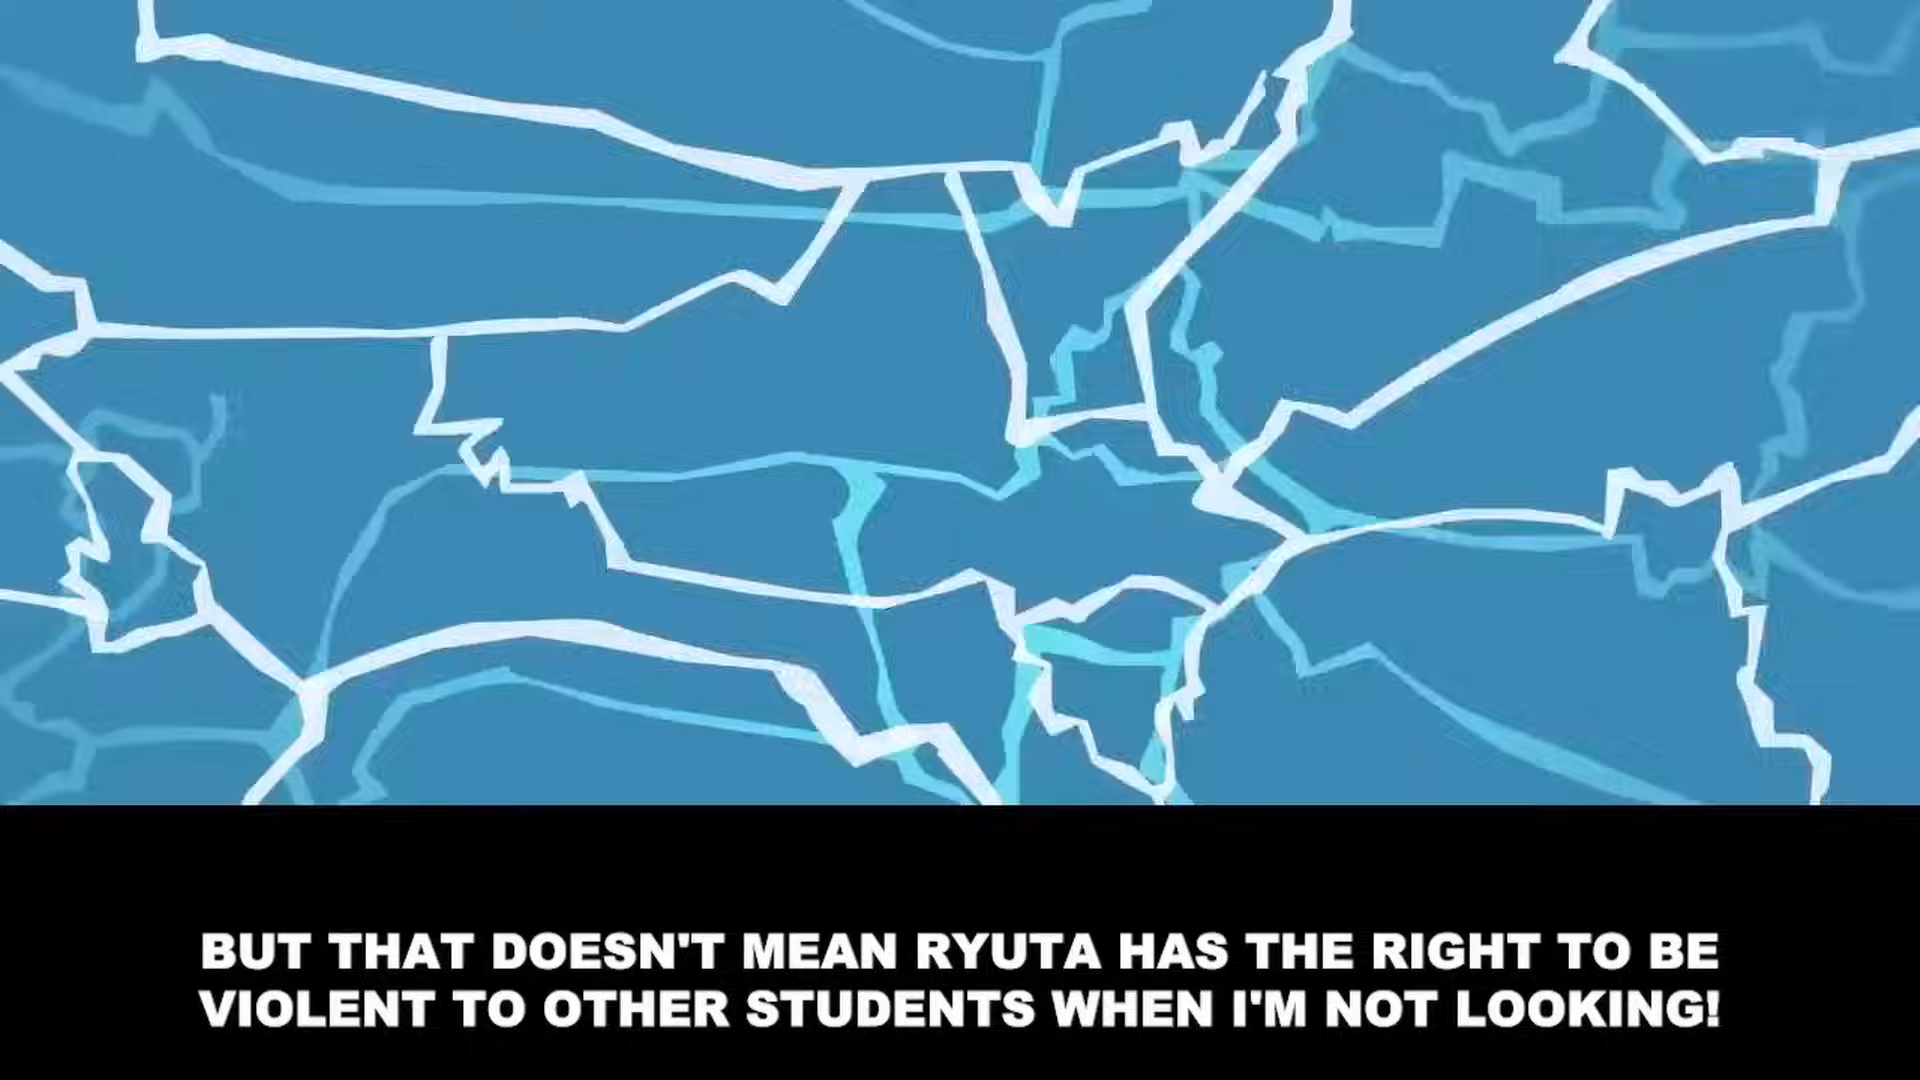 BUT THAT DOESN'T MEAN RYUTA HAS THE RIGHT TO BE
VIOLENT TO OTHER STUDENTS WHEN I'M NOT LOOKING!